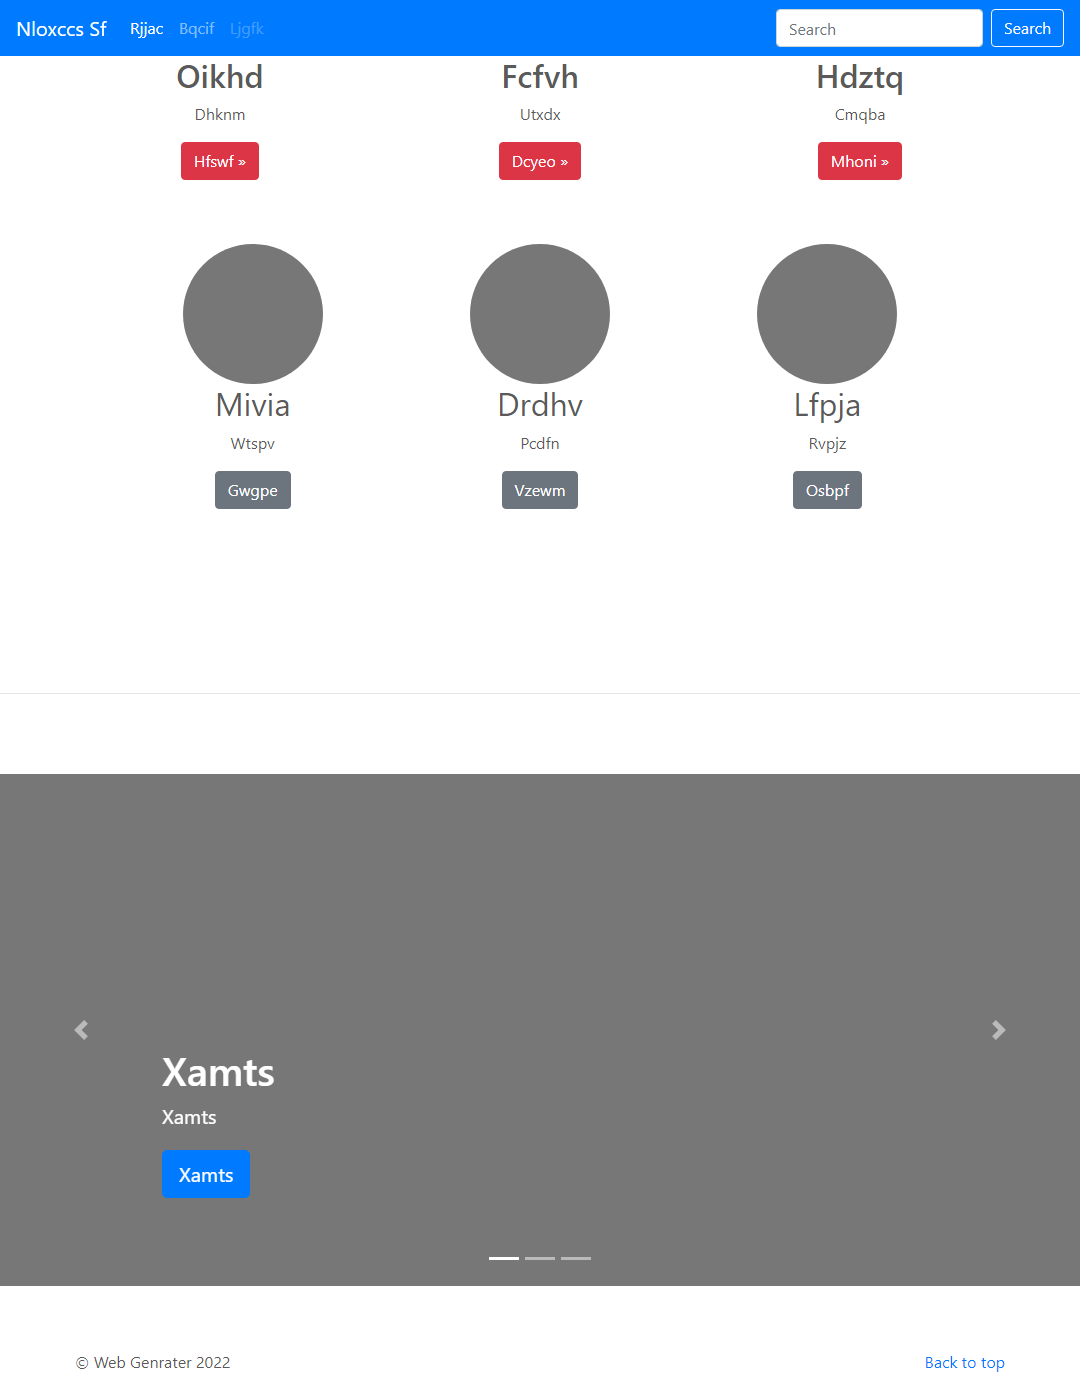 Nloxccs Sf Rjjac Bqcif Ljgfk Search Search
Oikhd Fcfvh Hdztq
Dhknm Utxdx Cmqba
Hfswf » Dcyeo » Mhoni »
Mivia Drdhv Lfpja
Wtspv Pcdfn Rvpjz
Gwgpe Vzewm Osbpf
Xamts
Xamts
Xamts
© Web Genrater 2022 Back to top